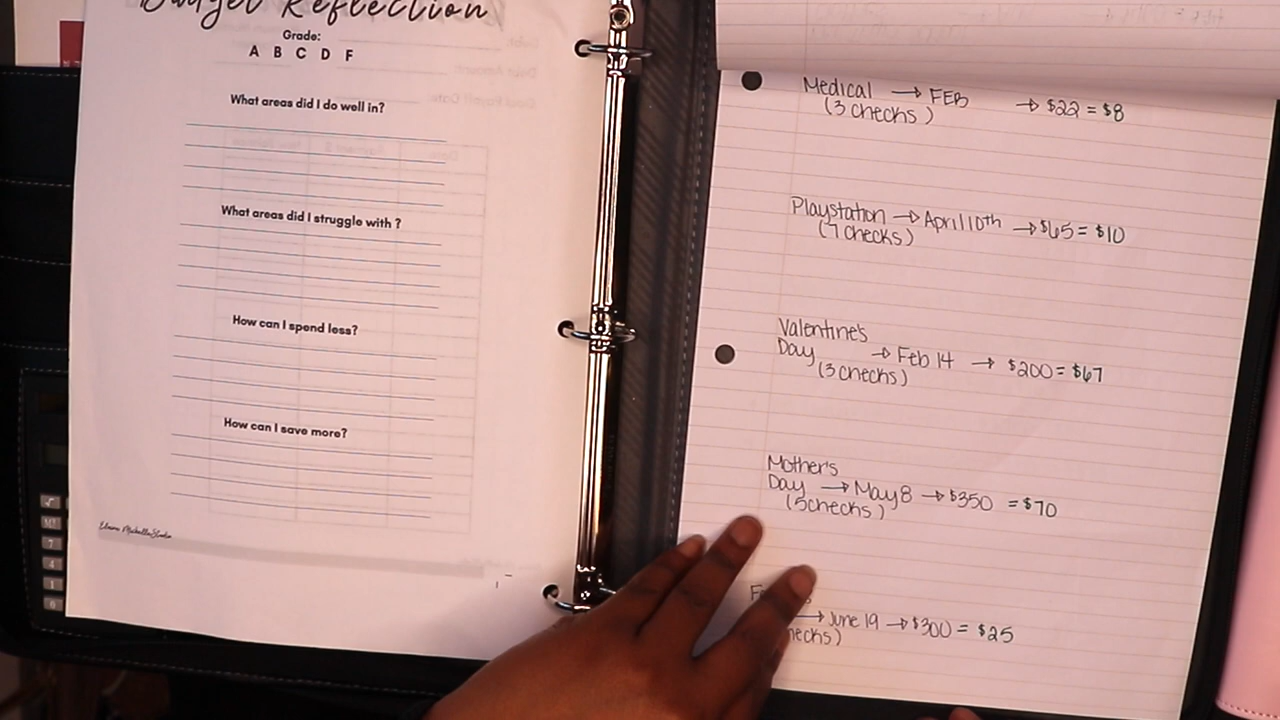 Budget Reflection
Grade:
A B C D F
What areas did I do well in?
What areas did I struggle with ?
How can I spend less?
How can I save more?
Medical → FEB → $22 = $8
(3 checks)
Playstation → April 10th → $65 = $10
(7 checks)
Valentine's
Day → Feb 14 → $200 = $67
(3 checks)
Mother's
Day → May 8 → $350 = $70
(5 checks)
→ June 19 → $300 = $25